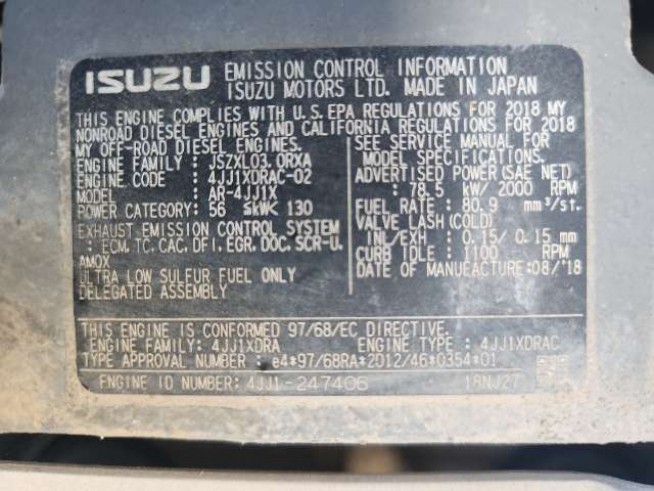 ISUZU EMISSION CONTROL INFORMATION
ISUZU MOTORS LTD. MADE IN JAPAN
THIS ENGINE COMPLIES WITH U.S.EPA REGULATIONS FOR 2018 MY
NONROAD DIESEL ENGINES AND CALIFORNIA REGULATIONS FOR 2018
MY OFF-ROAD DIESEL ENGINES.
ENGINE FAMILY : JSZXL03.0RXA
ENGINE CODE : 4JJ1XDRAC-02
MODEL : AR-4JJ1X
POWER CATEGORY: 56 ≤kW< 130
EXHAUST EMISSION CONTROL SYSTEM
: ECM, TC, CAC, DFI, EGR, DOC, SCR-U,
AMOX
ULTRA LOW SULFUR FUEL ONLY
DELEGATED ASSEMBLY
SEE SERVICE MANUAL FOR
MODEL SPECIFICATIONS.
ADVERTISED POWER(SAE NET)
: 78.5 kW/ 2000 RPM
FUEL RATE: 80.9 mm³/st.
VALVE LASH(COLD)
INL/EXH : 0.15/ 0.15 mm
CURB IDLE : 1100 RPM
DATE OF MANUFACTURE:08/'18
THIS ENGINE IS CONFORMED 97/68/EC DIRECTIVE.
ENGINE FAMILY: 4JJ1XDRA ENGINE TYPE : 4JJ1XDRAC
TYPE APPROVAL NUMBER : e4*97/68RA*2012/46*0354*01
ENGINE ID NUMBER: 4JJ1-247406 18NJ27